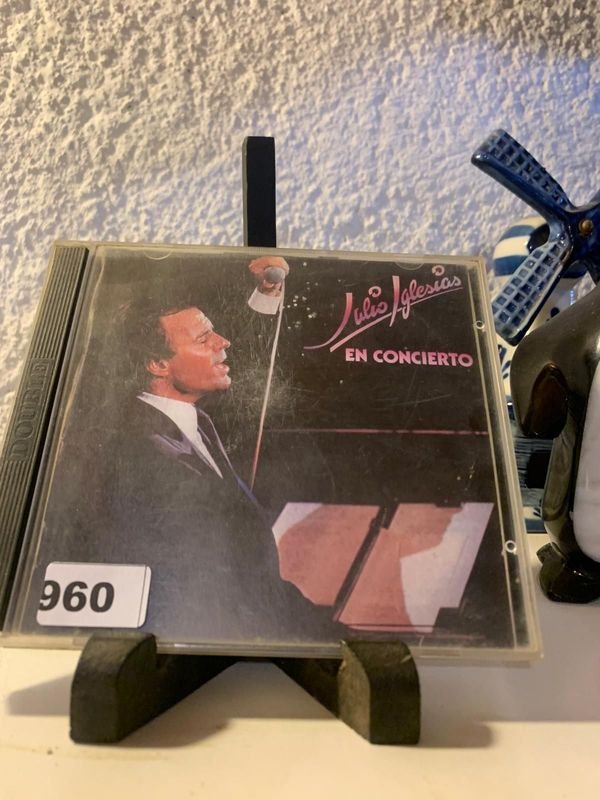 Julio Iglesias
EN CONCIERTO
DOUBLE
960